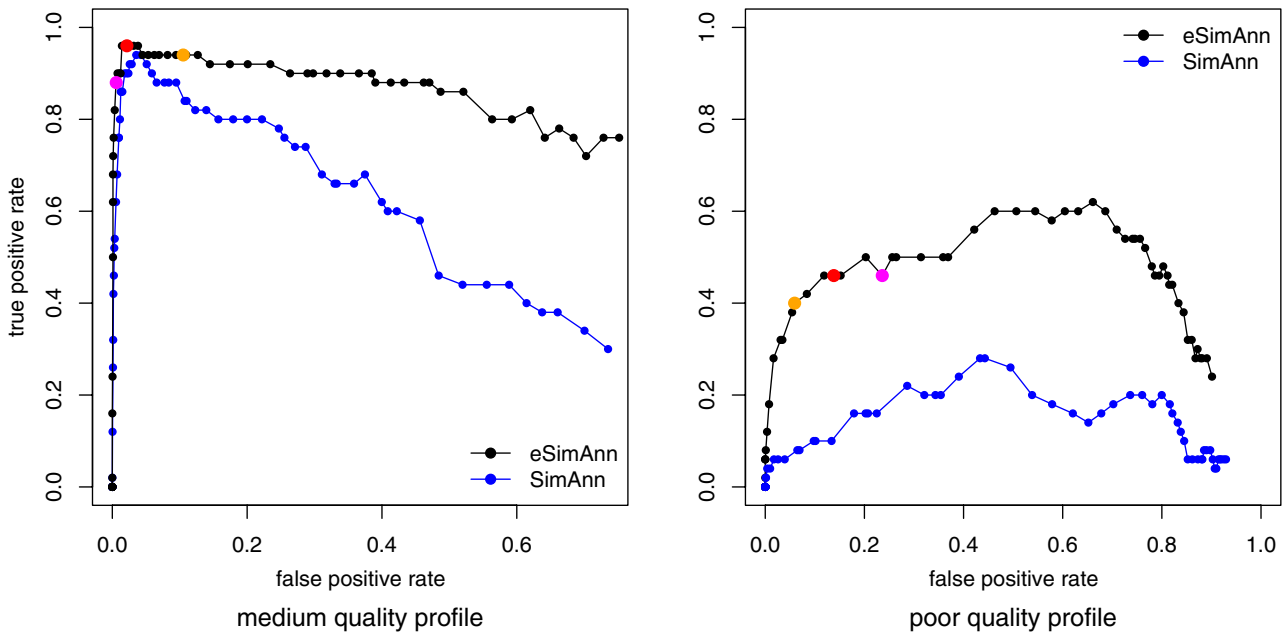 true positive rate
1.0
0.8
0.6
0.4
0.2
0.0
eSimAnn
SimAnn
0.0 0.2 0.4 0.6
false positive rate
medium quality profile
1.0
0.8
0.6
0.4
0.2
0.0
eSimAnn
SimAnn
0.0 0.2 0.4 0.6 0.8 1.0
false positive rate
poor quality profile